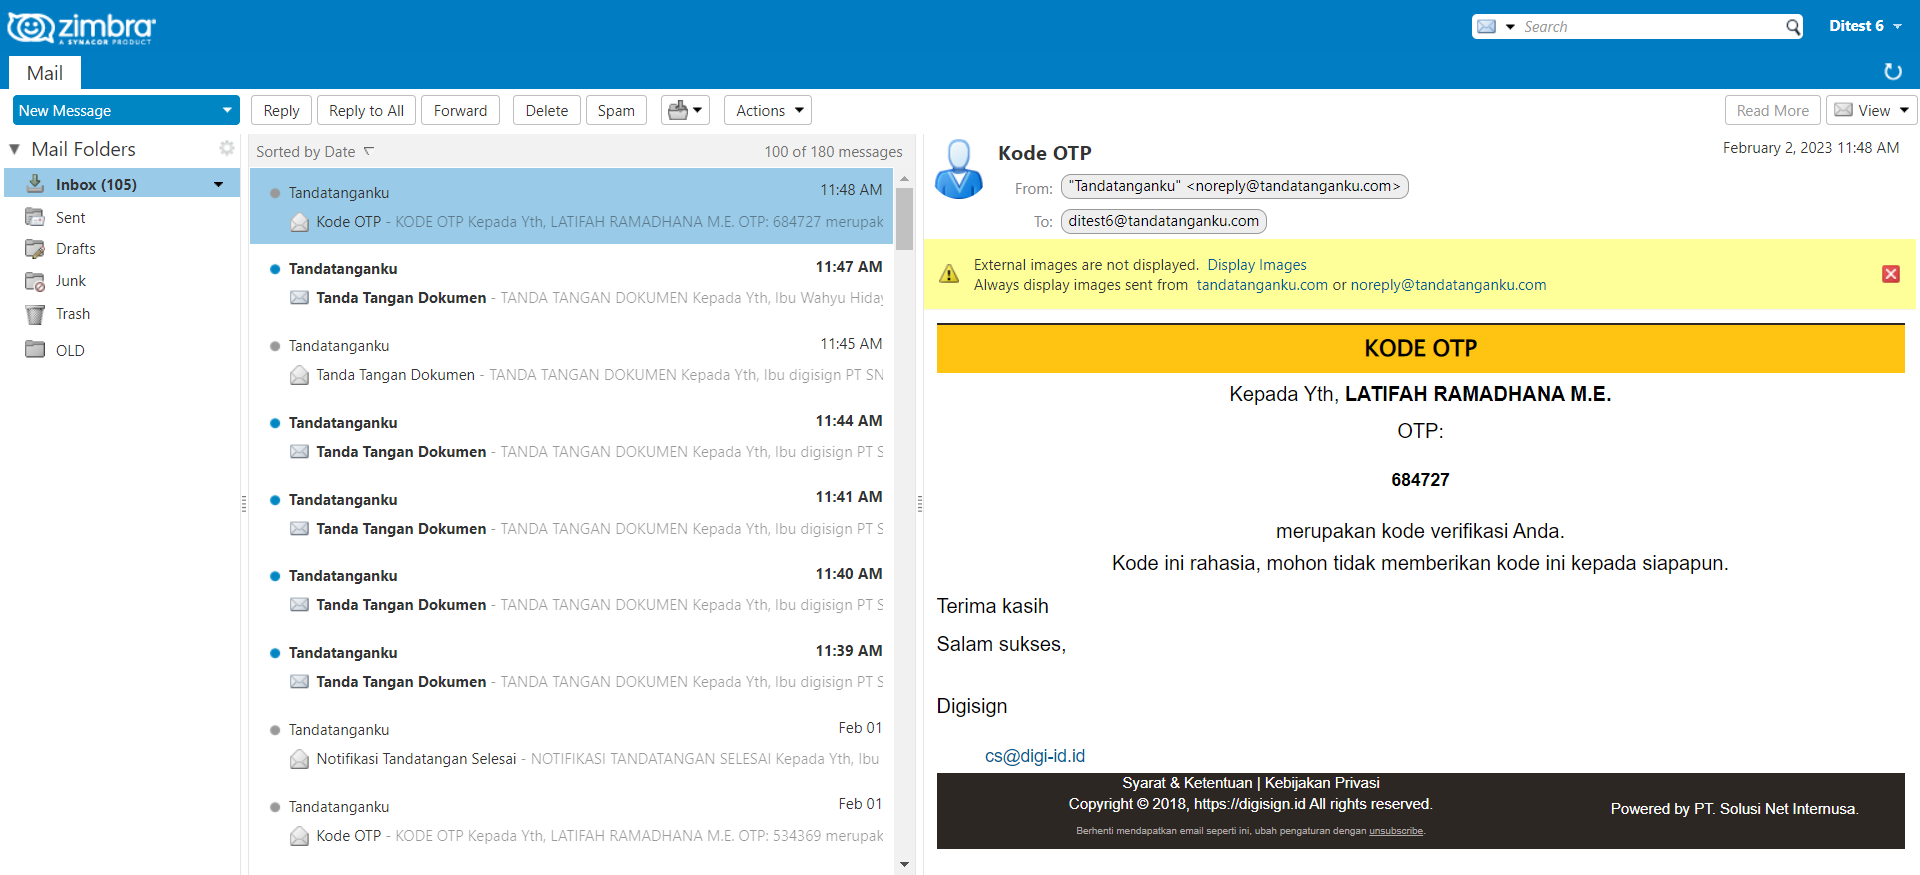 zimbra
A SYNACOR PRODUCT
Search
Ditest 6
Mail
New Message
Reply
Reply to All
Forward
Delete
Spam
Actions
Read More
View
Mail Folders
Inbox (105)
Sent
Drafts
Junk
Trash
OLD
Sorted by Date
100 of 180 messages
Tandatanganku 11:48 AM
Kode OTP - KODE OTP Kepada Yth, LATIFAH RAMADHANA M.E. OTP: 684727 merupak
Tandatanganku 11:47 AM
Tanda Tangan Dokumen - TANDA TANGAN DOKUMEN Kepada Yth, Ibu Wahyu Hiday
Tandatanganku 11:45 AM
Tanda Tangan Dokumen - TANDA TANGAN DOKUMEN Kepada Yth, Ibu digisign PT SN
Tandatanganku 11:44 AM
Tanda Tangan Dokumen - TANDA TANGAN DOKUMEN Kepada Yth, Ibu digisign PT S
Tandatanganku 11:41 AM
Tanda Tangan Dokumen - TANDA TANGAN DOKUMEN Kepada Yth, Ibu digisign PT S
Tandatanganku 11:40 AM
Tanda Tangan Dokumen - TANDA TANGAN DOKUMEN Kepada Yth, Ibu digisign PT S
Tandatanganku 11:39 AM
Tanda Tangan Dokumen - TANDA TANGAN DOKUMEN Kepada Yth, Ibu digisign PT S
Tandatanganku Feb 01
Notifikasi Tandatangan Selesai - NOTIFIKASI TANDATANGAN SELESAI Kepada Yth, Ibu
Tandatanganku Feb 01
Kode OTP - KODE OTP Kepada Yth, LATIFAH RAMADHANA M.E. OTP: 534369 merupak
Kode OTP
February 2, 2023 11:48 AM
From: "Tandatanganku" <noreply@tandatanganku.com>
To: ditest6@tandatanganku.com
External images are not displayed. Display Images
Always display images sent from tandatanganku.com or noreply@tandatanganku.com
KODE OTP
Kepada Yth, LATIFAH RAMADHANA M.E.
OTP:
684727
merupakan kode verifikasi Anda.
Kode ini rahasia, mohon tidak memberikan kode ini kepada siapapun.
Terima kasih
Salam sukses,
Digisign
cs@digi-id.id
Syarat & Ketentuan | Kebijakan Privasi
Copyright © 2018, https://digisign.id All rights reserved.
Berhenti mendapatkan email seperti ini, ubah pengaturan dengan unsubscribe.
Powered by PT. Solusi Net Internusa.